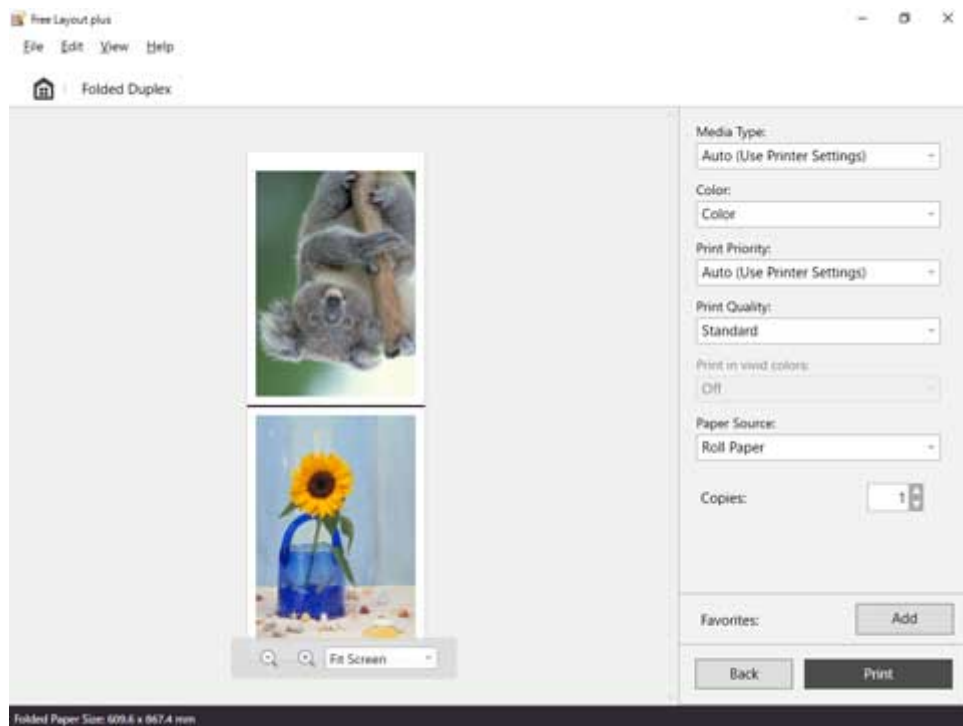 Free Layout plus
File Edit View Help
Folded Duplex
Media Type:
Auto (Use Printer Settings)
Color:
Color
Print Priority:
Auto (Use Printer Settings)
Print Quality:
Standard
Print in vivid colors:
Off
Paper Source:
Roll Paper
Copies: 1
Favorites: Add
Fit Screen
Back Print
Folded Paper Size: 609.6 x 867.4 mm